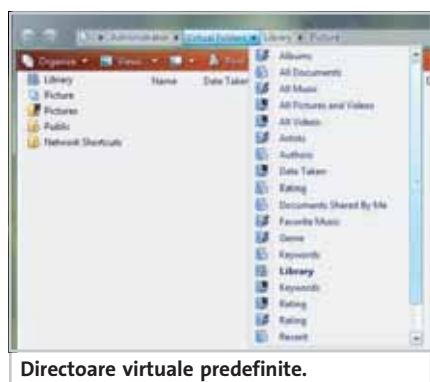 Administrator Virtual Folders Library Picture
Organize Views
Library
Picture
Pictures
Public
Network Shortcuts
Name Date Taken
Albums
All Documents
All Music
All Pictures and Videos
All Videos
Artists
Authors
Date Taken
Rating
Documents Shared By Me
Favorite Music
Genre
Keywords
Library
Keywords
Rating
Rating
Recent
Directoare virtuale predefinite.